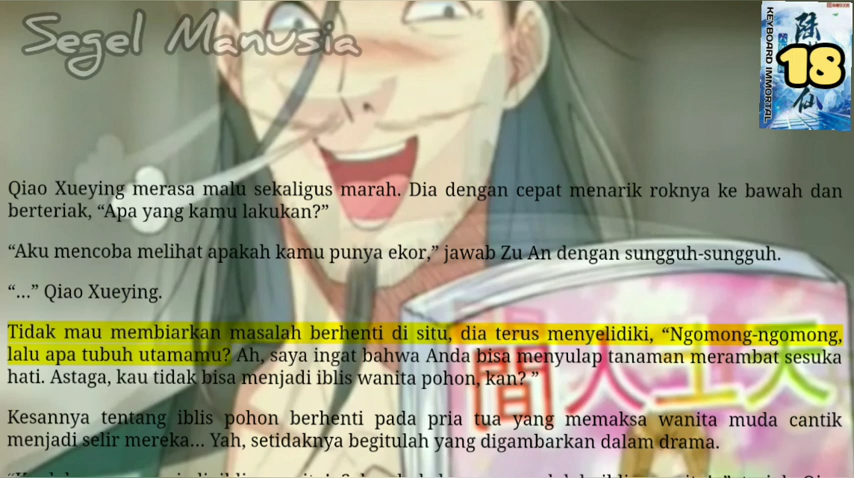 Segel Manusia
KEYBOARD IMMORTAL
18
Qiao Xueying merasa malu sekaligus marah. Dia dengan cepat menarik roknya ke bawah dan
berteriak, “Apa yang kamu lakukan?”
“Aku mencoba melihat apakah kamu punya ekor,” jawab Zu An dengan sungguh-sungguh.
“…” Qiao Xueying.
Tidak mau membiarkan masalah berhenti di situ, dia terus menyelidiki, “Ngomong-ngomong,
lalu apa tubuh utamamu? Ah, saya ingat bahwa Anda bisa menyulap tanaman merambat sesuka
hati. Astaga, kau tidak bisa menjadi iblis wanita pohon, kan? ”
Kesannya tentang iblis pohon berhenti pada pria tua yang memaksa wanita muda cantik
menjadi selir mereka… Yah, setidaknya begitulah yang digambarkan dalam drama.
間人工天